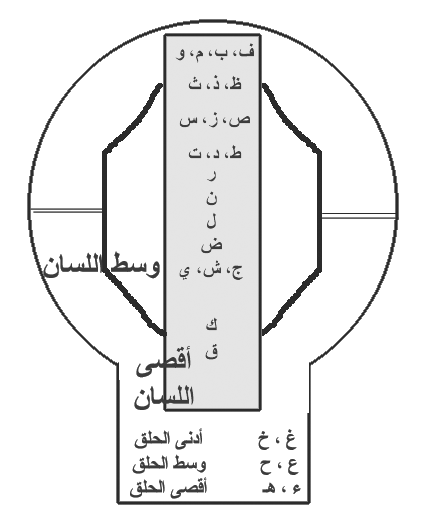 ف، ب، م، و
ظ، ذ، ث
ص، ز، س
ط، د، ت
ر
ن
ل
ض
ج، ش، ي
وسط اللسان
ك
ق
أقصى
اللسان
غ ، خ أدنى الحلق
ع ، ح وسط الحلق
ء ، هـ أقصى الحلق